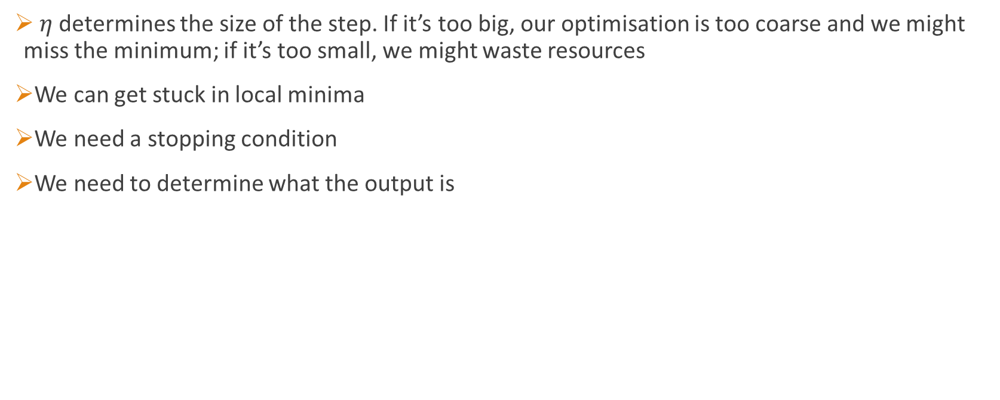 ➢ η determines the size of the step. If it’s too big, our optimisation is too coarse and we might
miss the minimum; if it’s too small, we might waste resources
➢We can get stuck in local minima
➢We need a stopping condition
➢We need to determine what the output is